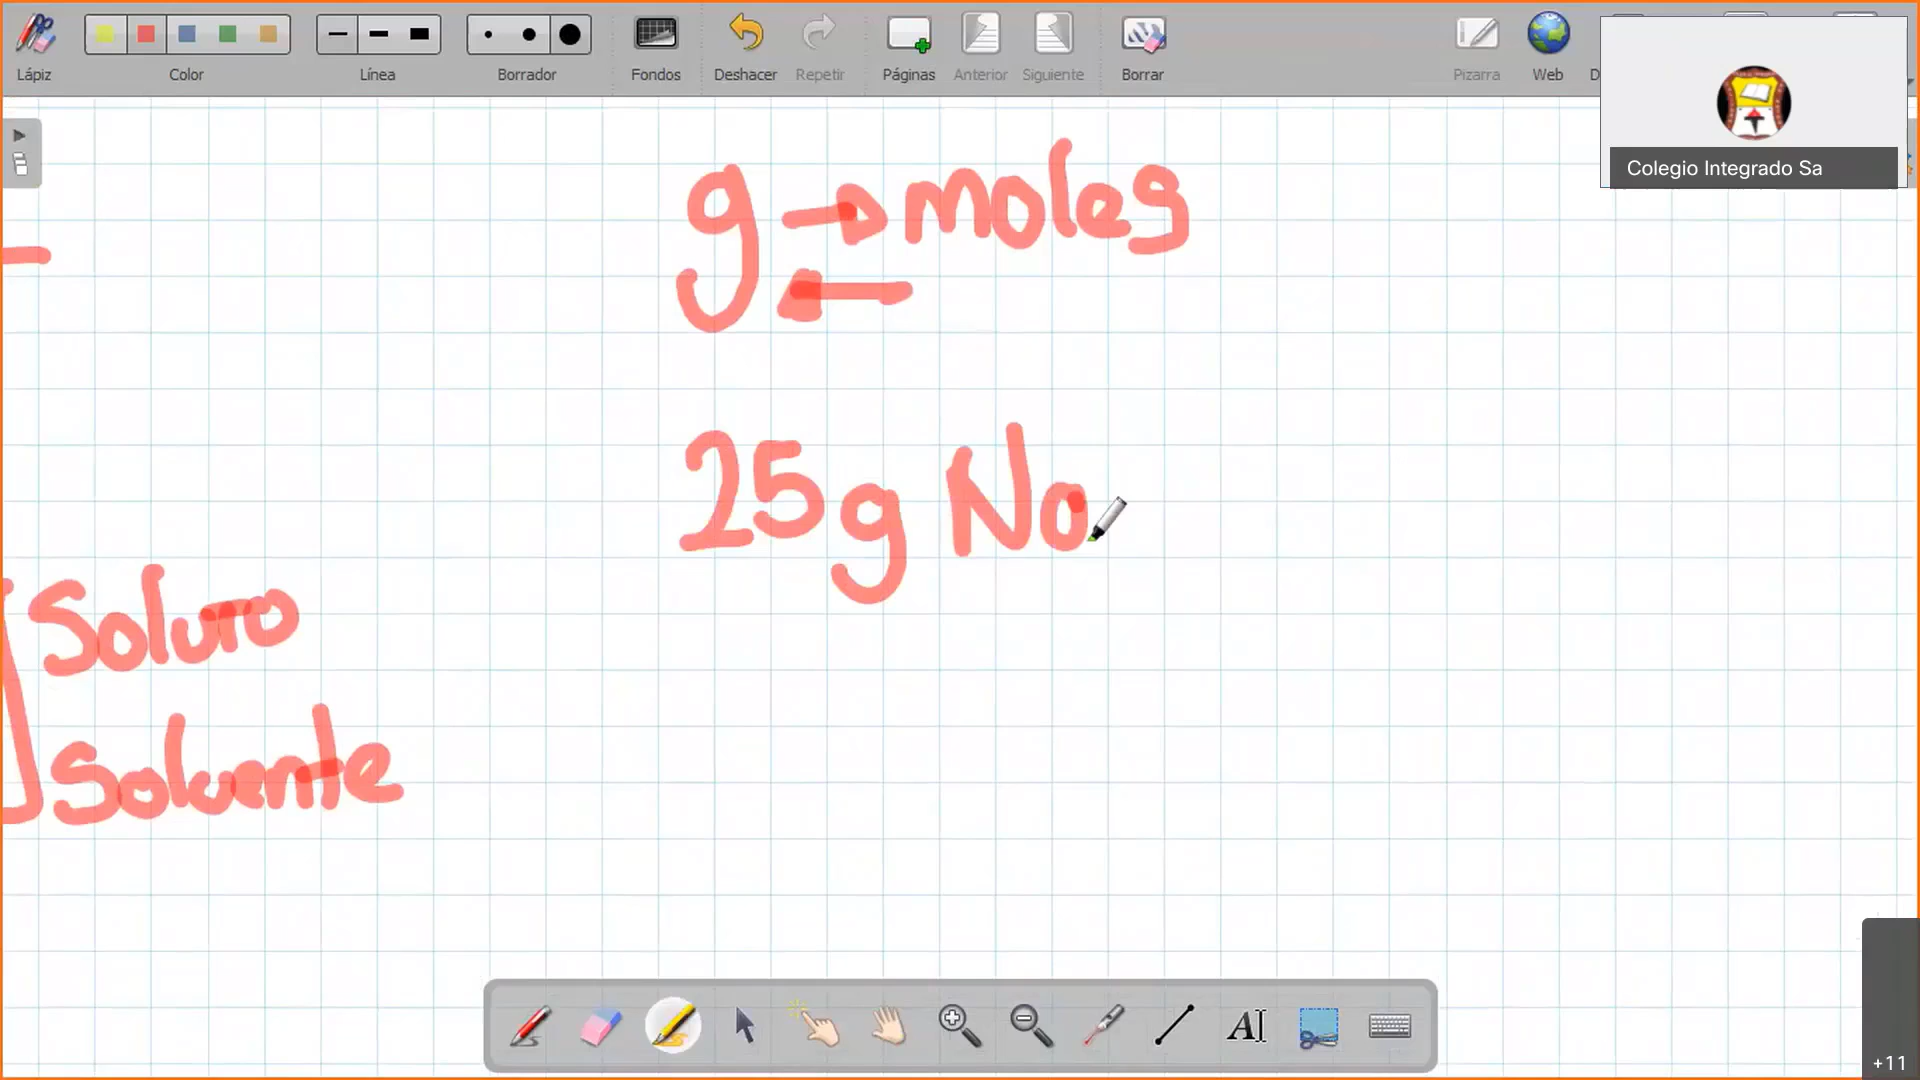 Lápiz
Color
Línea
Borrador
Fondos
Deshacer
Repetir
Páginas
Anterior
Siguiente
Borrar
Pizarra
Web
D
Colegio Integrado Sa
g → moles
←
25g No
Soluto
Solvente
A
+11